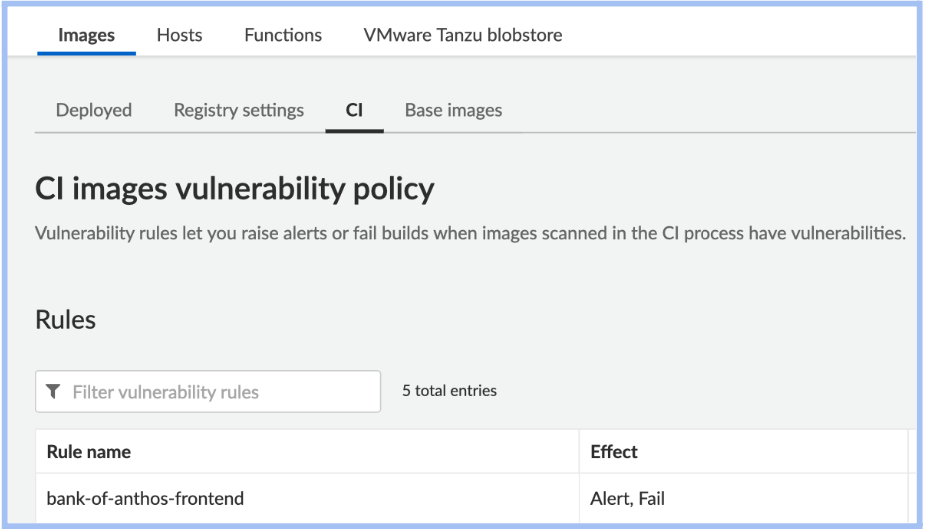 Images Hosts Functions VMware Tanzu blobstore
Deployed Registry settings CI Base images
CI images vulnerability policy
Vulnerability rules let you raise alerts or fail builds when images scanned in the CI process have vulnerabilities.
Rules
Filter vulnerability rules 5 total entries
Rule name Effect
bank-of-anthos-frontend Alert, Fail